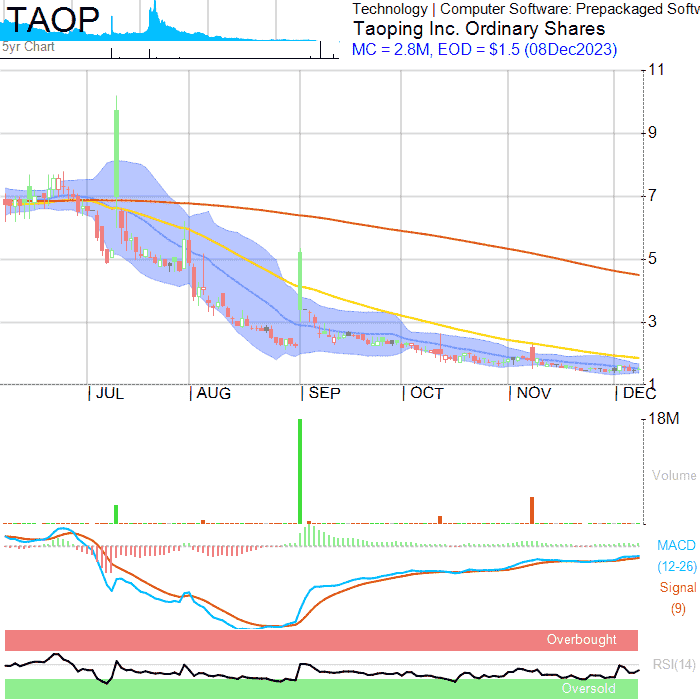 TAOP
5yr Chart
Technology | Computer Software: Prepackaged Softw
Taoping Inc. Ordinary Shares
MC = 2.8M, EOD = $1.5 (08Dec2023)
11
9
7
5
3
1
JUL
AUG
SEP
OCT
NOV
DEC
18M
Volume
MACD
(12-26)
Signal
(9)
Overbought
RSI(14)
Oversold